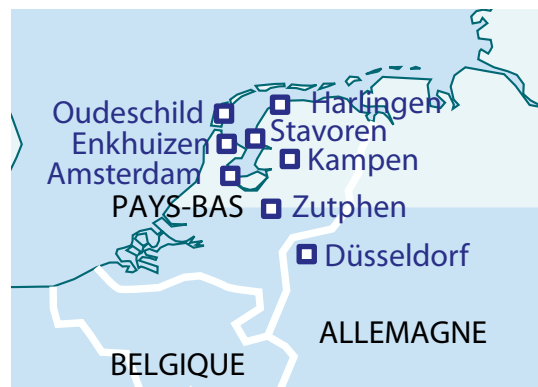 Harlingen
Oudeschild
Stavoren
Enkhuizen
Kampen
Amsterdam
PAYS-BAS
Zutphen
Düsseldorf
ALLEMAGNE
BELGIQUE